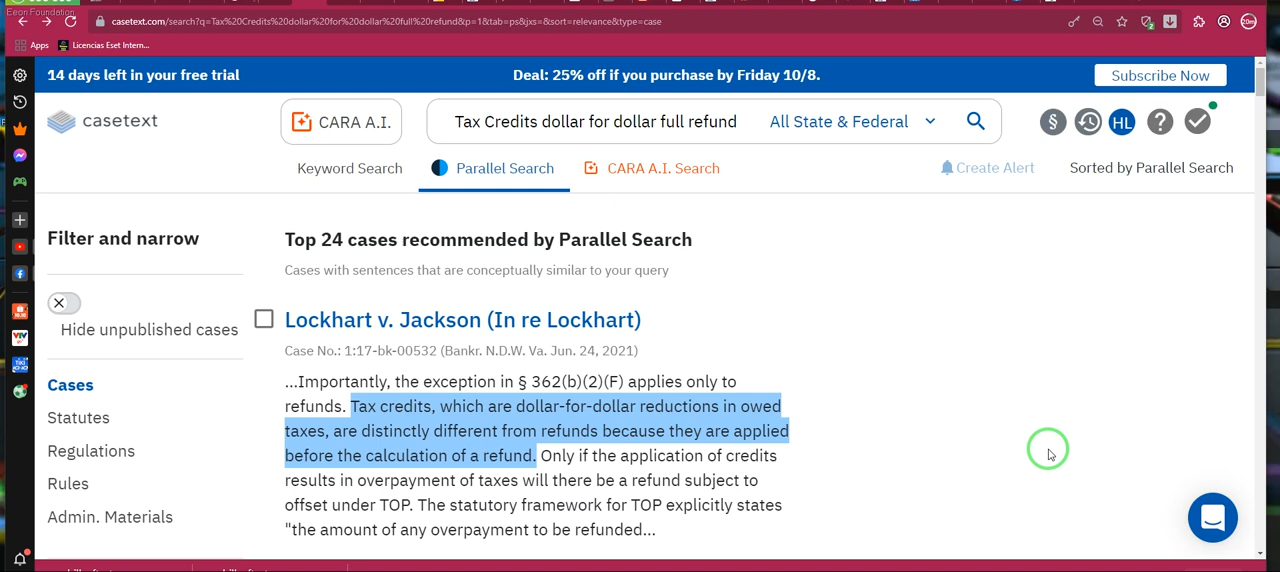 Eeon Foundation
casetext.com/search?q=Tax%20Credits%20dollar%20for%20dollar%20full%20refund&p=1&tab=ps&jxs=&sort=relevance&type=case
Apps Licencias Eset Intern...
14 days left in your free trial
Deal: 25% off if you purchase by Friday 10/8.
Subscribe Now
casetext
CARA A.I.
Tax Credits dollar for dollar full refund
All State & Federal
§
HL
?
Keyword Search
Parallel Search
CARA A.I. Search
Create Alert
Sorted by Parallel Search
Filter and narrow
Top 24 cases recommended by Parallel Search
Cases with sentences that are conceptually similar to your query
Hide unpublished cases
Lockhart v. Jackson (In re Lockhart)
Case No.: 1:17-bk-00532 (Bankr. N.D.W. Va. Jun. 24, 2021)
...Importantly, the exception in § 362(b)(2)(F) applies only to
refunds. Tax credits, which are dollar-for-dollar reductions in owed
taxes, are distinctly different from refunds because they are applied
before the calculation of a refund. Only if the application of credits
results in overpayment of taxes will there be a refund subject to
offset under TOP. The statutory framework for TOP explicitly states
"the amount of any overpayment to be refunded...
Cases
Statutes
Regulations
Rules
Admin. Materials